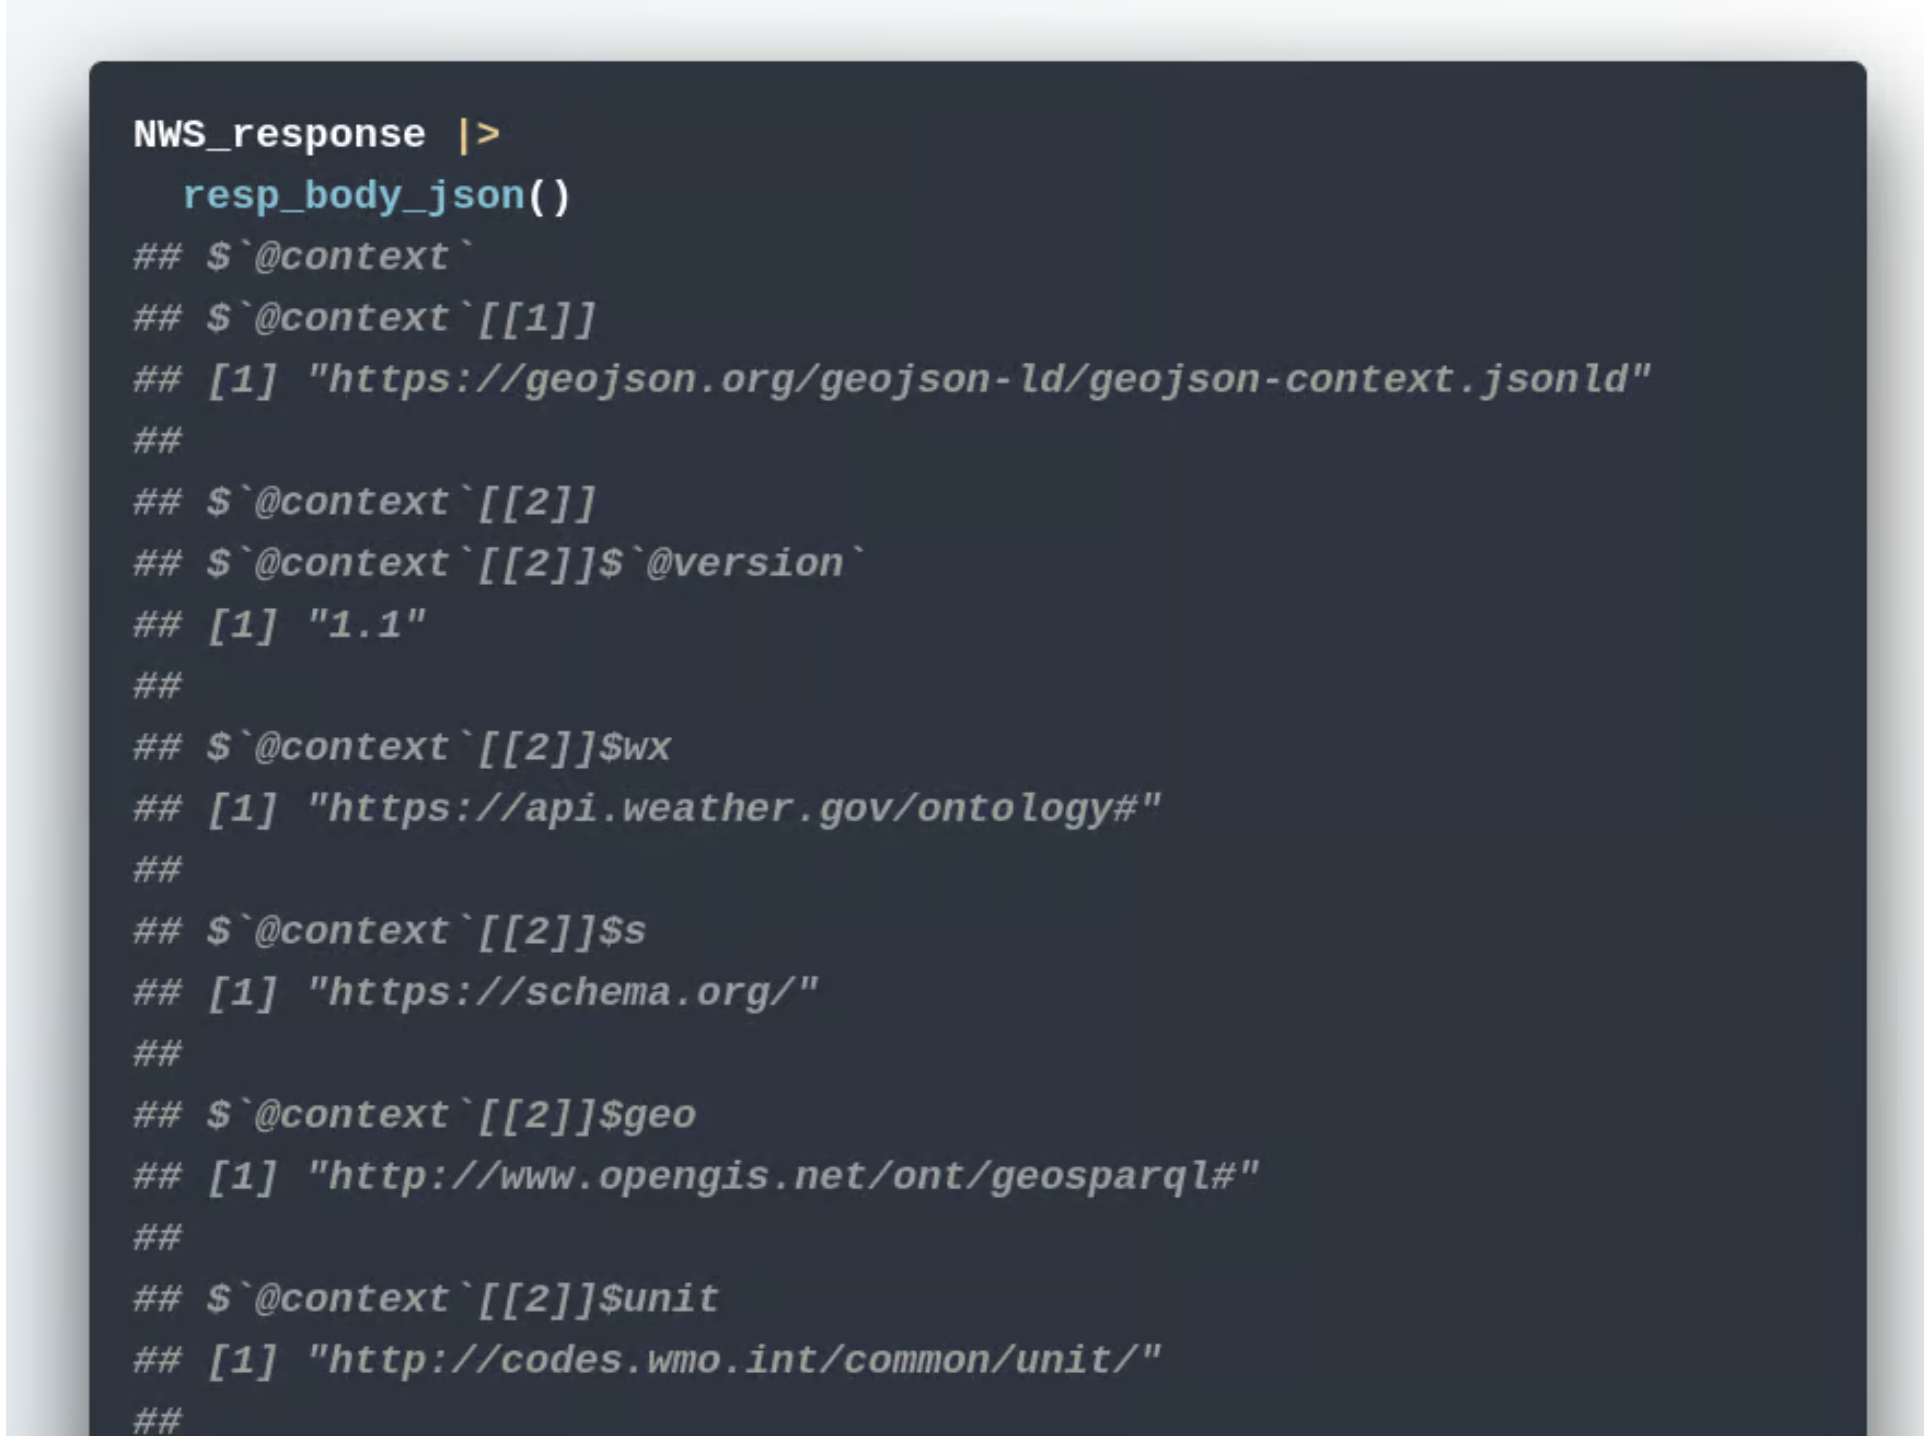 NWS_response |>
  resp_body_json()
## $`@context`
## $`@context`[[1]]
## [1] "https://geojson.org/geojson-ld/geojson-context.jsonld"
##
## $`@context`[[2]]
## $`@context`[[2]]$`@version`
## [1] "1.1"
##
## $`@context`[[2]]$wx
## [1] "https://api.weather.gov/ontology#"
##
## $`@context`[[2]]$s
## [1] "https://schema.org/"
##
## $`@context`[[2]]$geo
## [1] "http://www.opengis.net/ont/geosparql#"
##
## $`@context`[[2]]$unit
## [1] "http://codes.wmo.int/common/unit/"
##